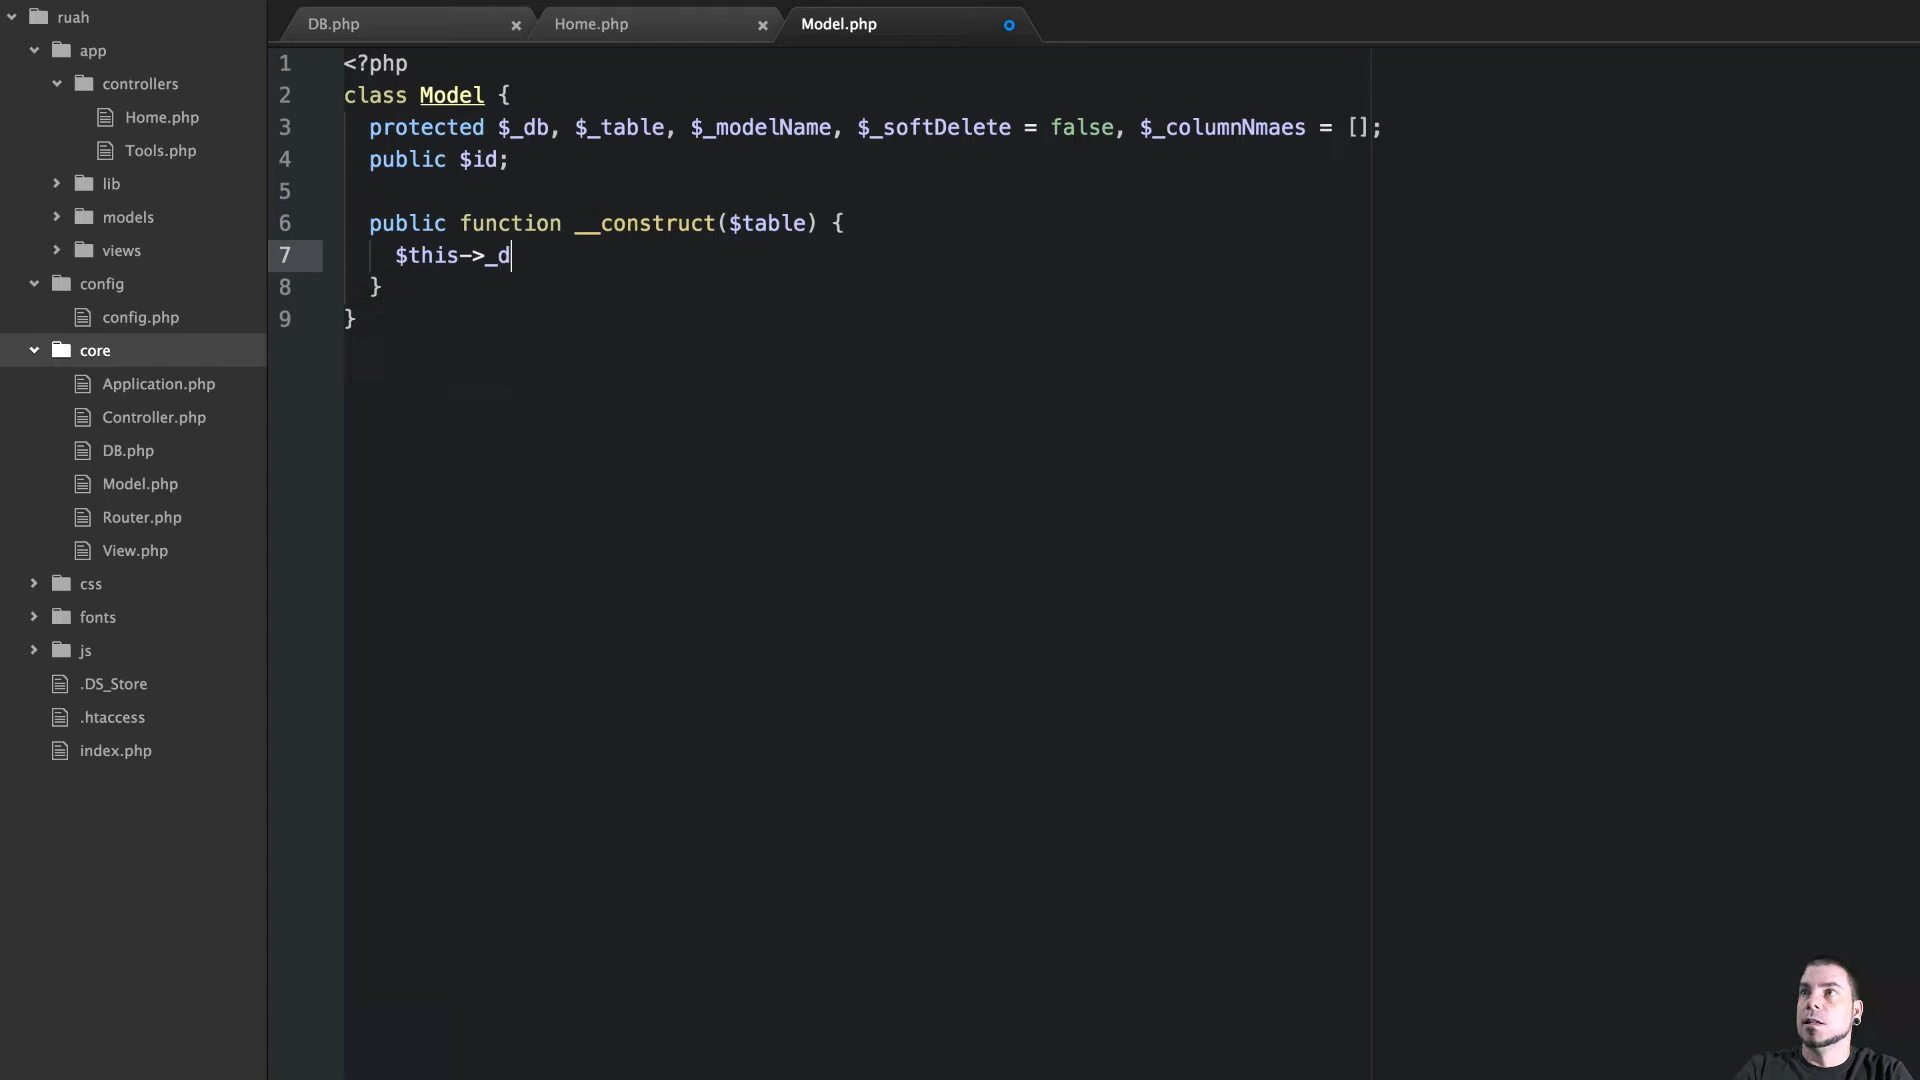 ruah
app
controllers
Home.php
Tools.php
lib
models
views
config
config.php
core
Application.php
Controller.php
DB.php
Model.php
Router.php
View.php
css
fonts
js
.DS_Store
.htaccess
index.php
DB.php × Home.php × Model.php
1 <?php
2 class Model {
3 protected $_db, $_table, $_modelName, $_softDelete = false, $_columnNmaes = [];
4 public $id;
5
6 public function __construct($table) {
7 $this->_d
8 }
9 }